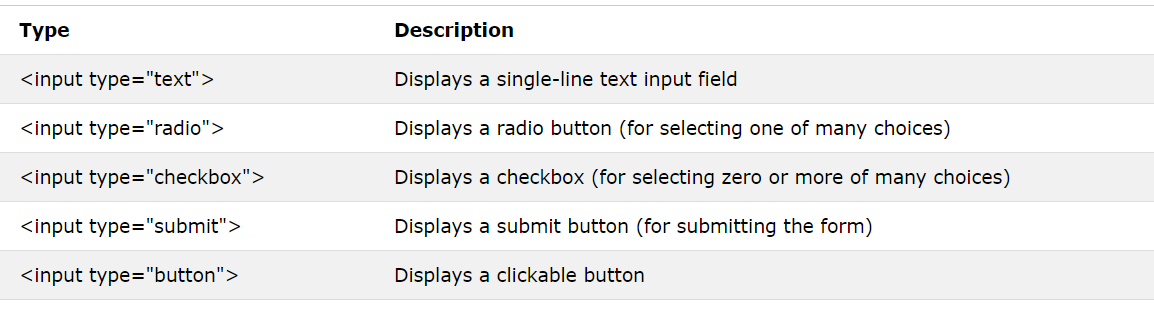 Type Description
<input type="text"> Displays a single-line text input field
<input type="radio"> Displays a radio button (for selecting one of many choices)
<input type="checkbox"> Displays a checkbox (for selecting zero or more of many choices)
<input type="submit"> Displays a submit button (for submitting the form)
<input type="button"> Displays a clickable button